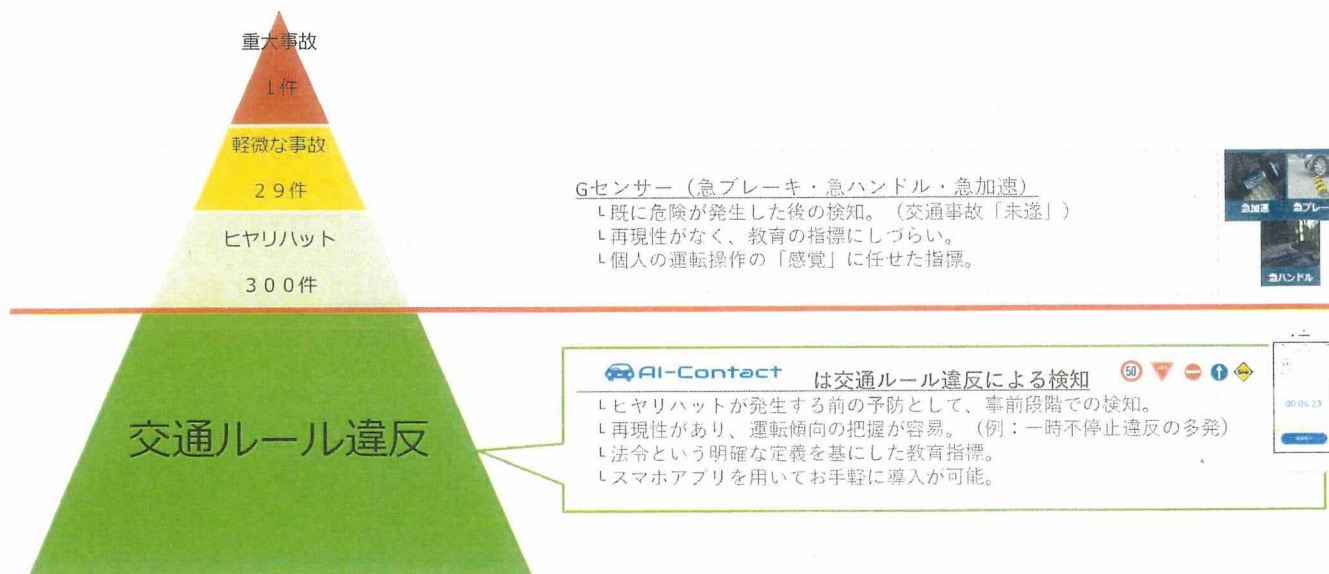 重大事故
1件
軽微な事故
29件
ヒヤリハット
300件
交通ルール違反
Gセンサー（急ブレーキ・急ハンドル・急加速）
└既に危険が発生した後の検知。（交通事故「未遂」）
└再現性がなく、教育の指標にしづらい。
└個人の運転操作の「感覚」に任せた指標。
急加速 急ブレー
急ハンドル
AI-Contact は交通ルール違反による検知
50
└ヒヤリハットが発生する前の予防として、事前段階での検知。
└再現性があり、運転傾向の把握が容易。（例：一時不停止違反の多発）
└法令という明確な定義を基にした教育指標。
└スマホアプリを用いてお手軽に導入が可能。
00:06:23